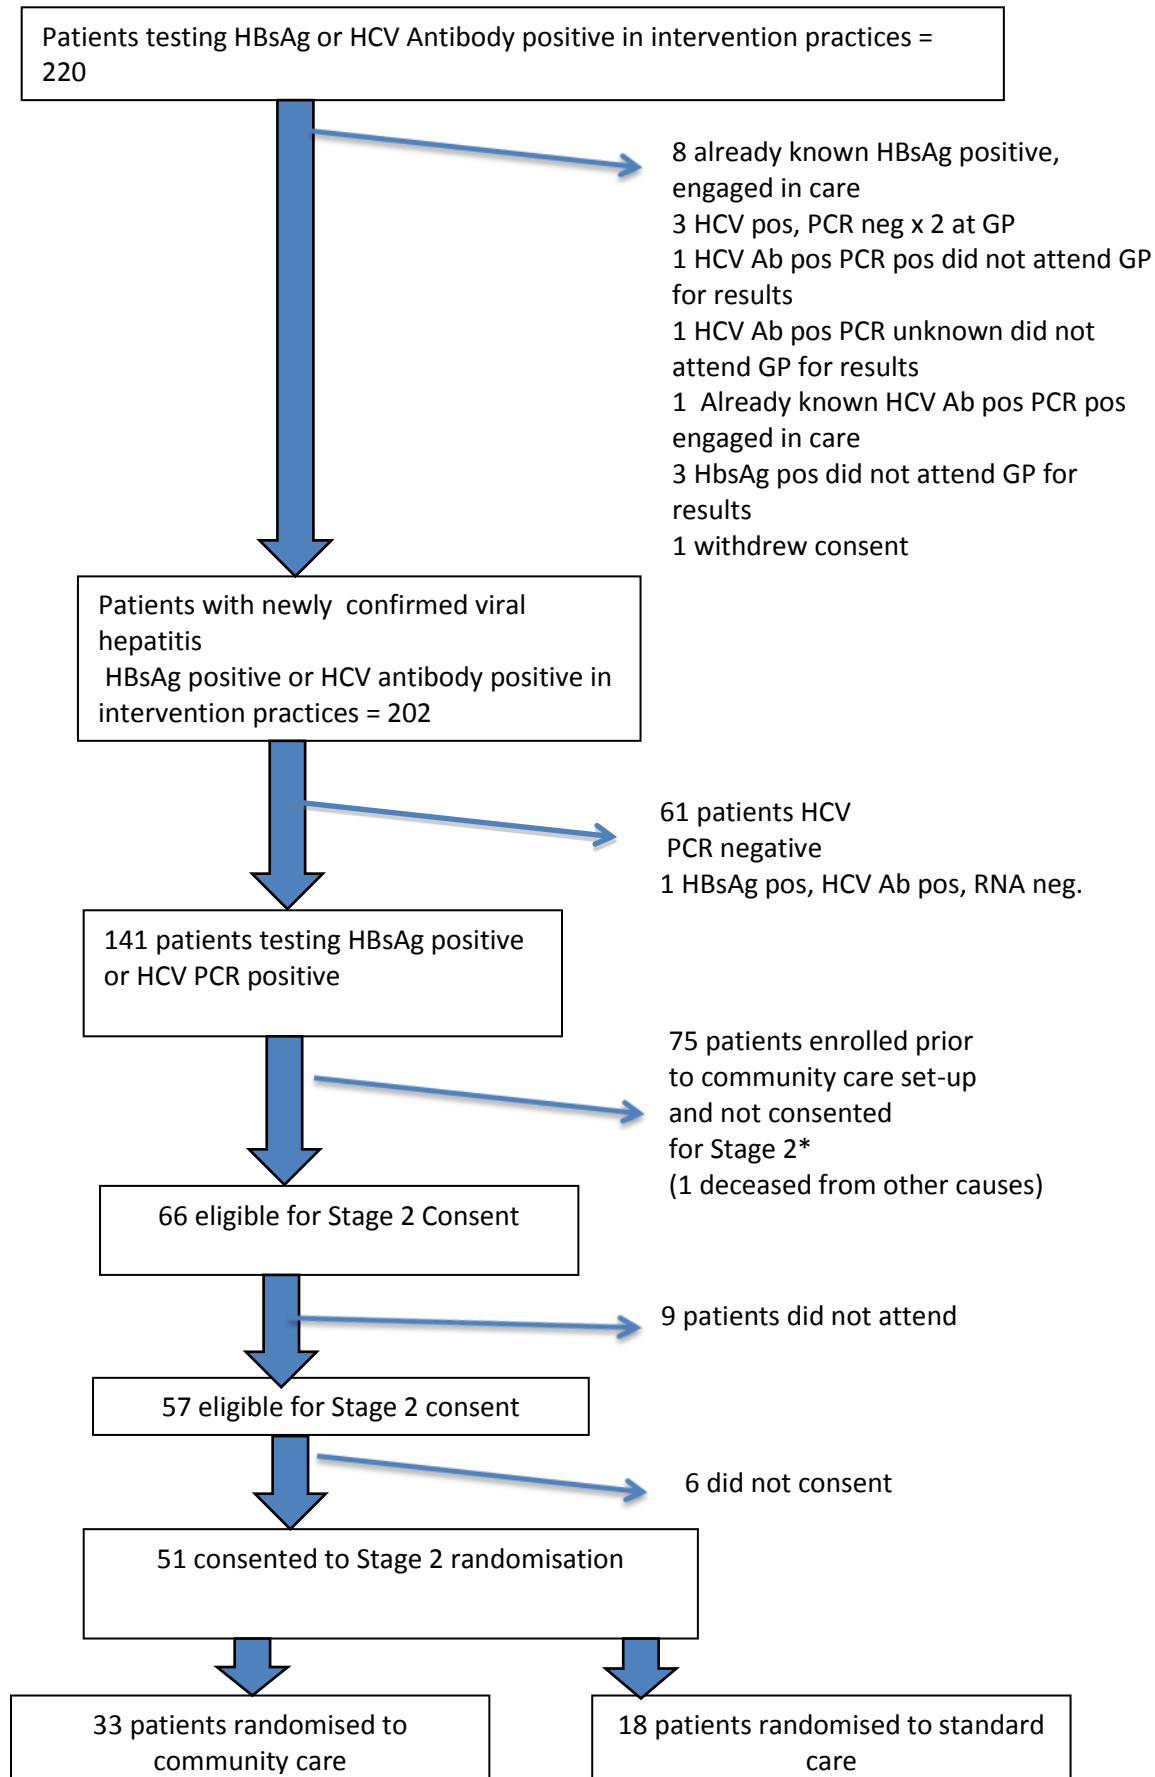 Patients testing HBsAg or HCV Antibody positive in intervention practices =
220
8 already known HBsAg positive,
engaged in care
3 HCV pos, PCR neg x 2 at GP
1 HCV Ab pos PCR pos did not attend GP
for results
1 HCV Ab pos PCR unknown did not
attend GP for results
1 Already known HCV Ab pos PCR pos
engaged in care
3 HbsAg pos did not attend GP for
results
1 withdrew consent
Patients with newly confirmed viral
hepatitis
HBsAg positive or HCV antibody positive in
intervention practices = 202
61 patients HCV
PCR negative
1 HBsAg pos, HCV Ab pos, RNA neg.
141 patients testing HBsAg positive
or HCV PCR positive
75 patients enrolled prior
to community care set-up
and not consented
for Stage 2*
(1 deceased from other causes)
66 eligible for Stage 2 Consent
9 patients did not attend
57 eligible for Stage 2 consent
6 did not consent
51 consented to Stage 2 randomisation
33 patients randomised to
community care
18 patients randomised to standard
care